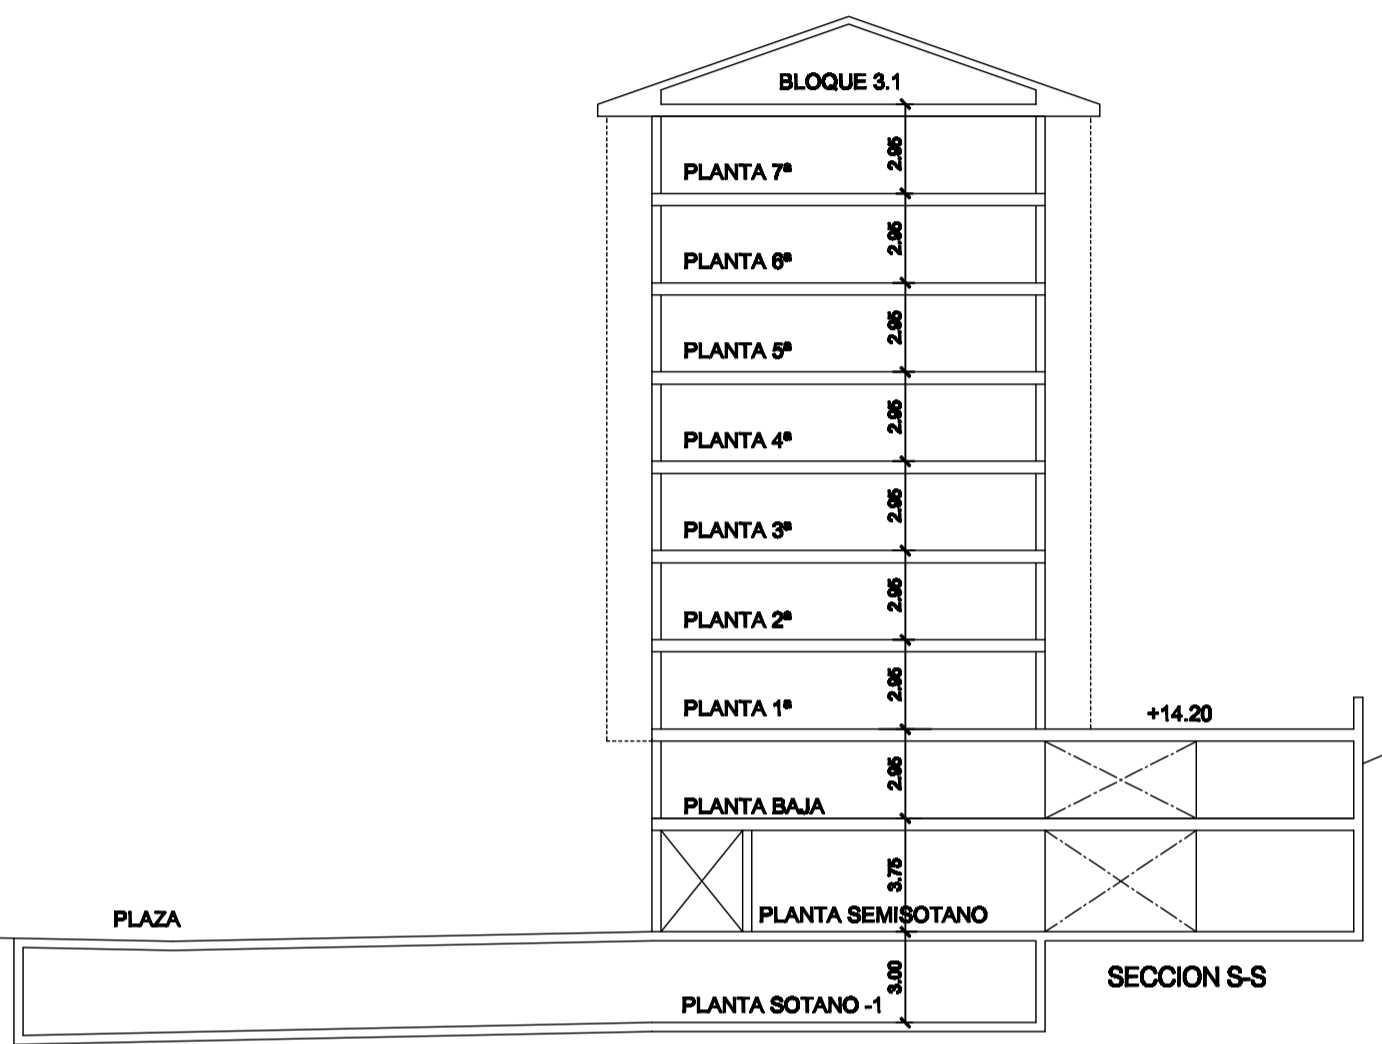 BLOQUE 3.1
2.95
PLANTA 7ª
2.95
PLANTA 6ª
2.95
PLANTA 5ª
2.95
PLANTA 4ª
2.95
PLANTA 3ª
2.95
PLANTA 2ª
2.95
PLANTA 1ª
+14.20
2.95
PLANTA BAJA
3.75
PLANTA SEMISOTANO
PLAZA
3.00
PLANTA SOTANO -1
SECCION S-S